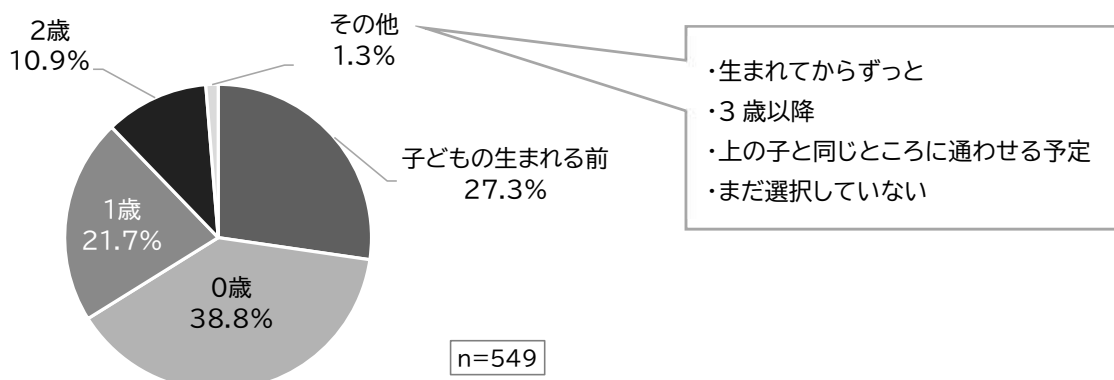 2歳
10.9%
その他
1.3%
・生まれてからずっと
・3 歳以降
・上の子と同じところに通わせる予定
・まだ選択していない
子どもの生まれる前
27.3%
1歳
21.7%
0歳
38.8%
n=549